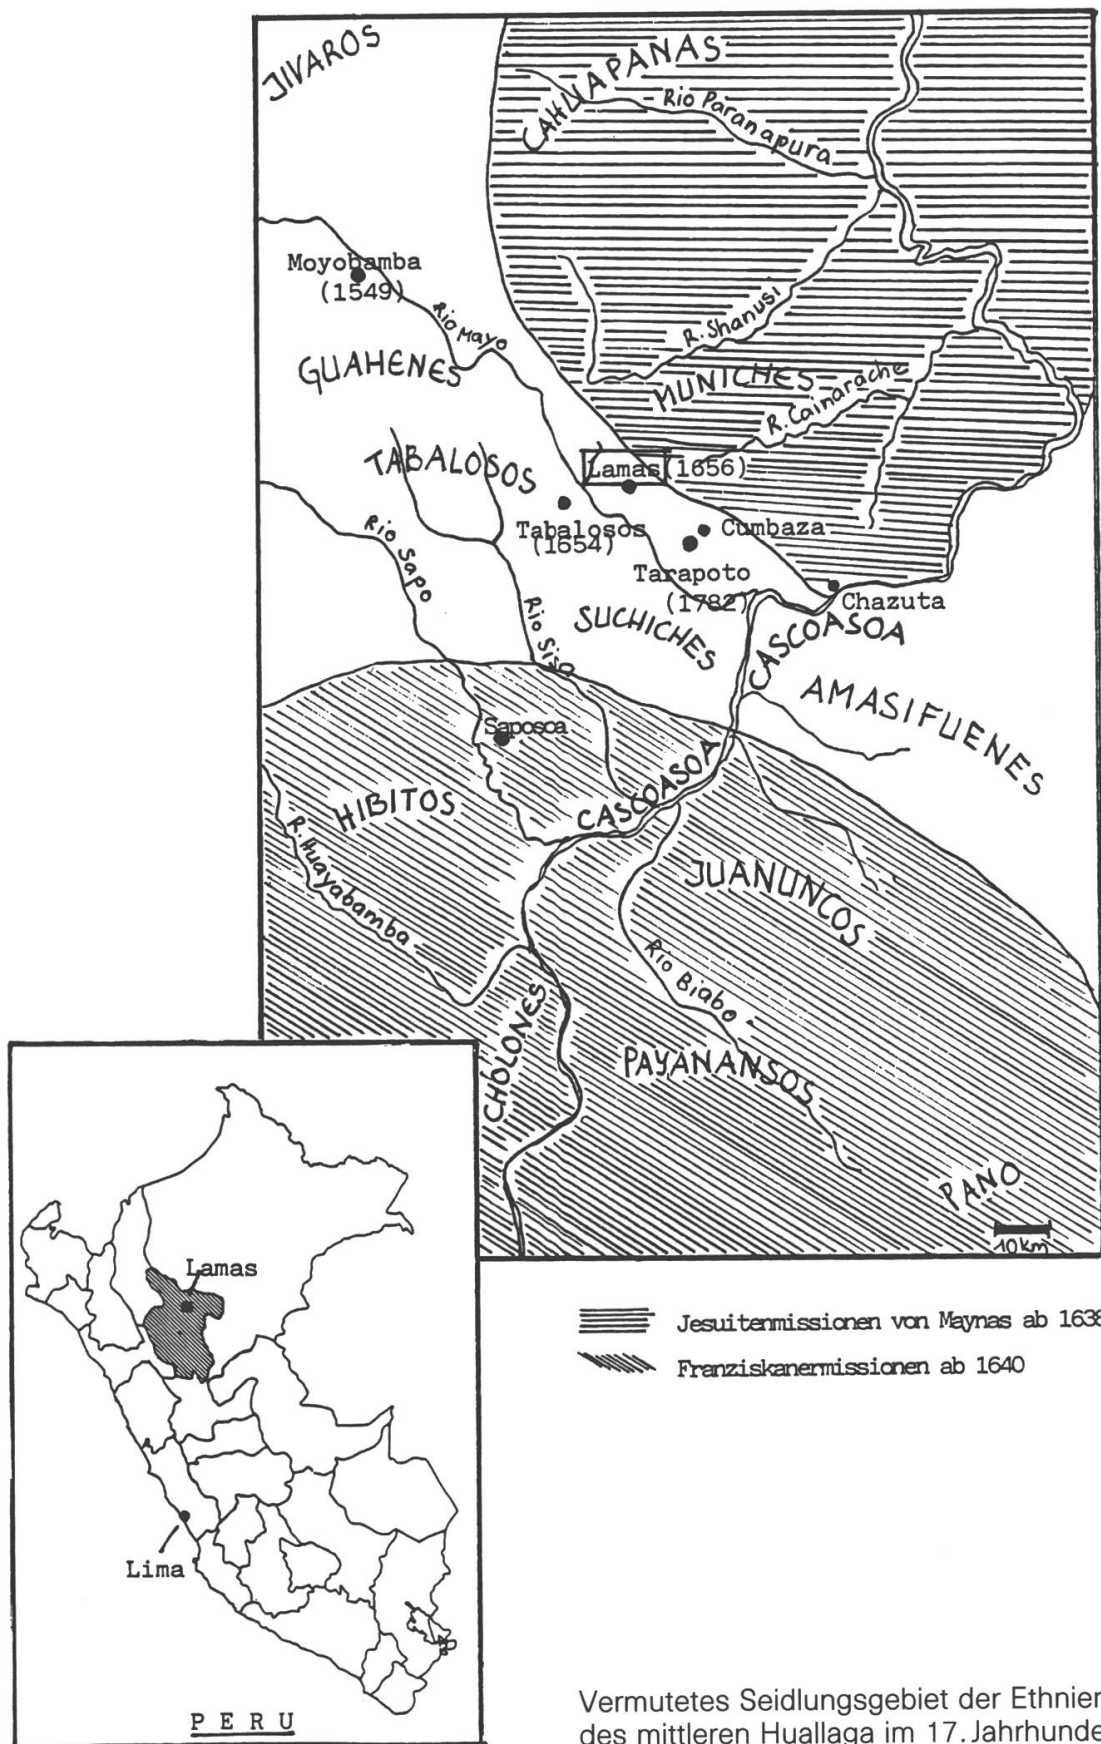 JIVAROS
CAHUAPANAS
Rio Paranapura
Moyobamba
(1549)
Rio Mayo
R. Shanusi
GUAHENES
MUNICHES
R. Cainarache
TABALOSOS
Lamas (1656)
Tabalosos
(1654)
Cumbaza
Rio Sapo
Tarapoto
(1782)
Chazuta
Rio Sisa
SUCHICHES
CASCOASOA
AMASIFUENES
Saposoa
CASCOASOA
HIBITOS
R. Huayabamba
JUANUNCOS
Rio Biabo
CHOLONES
PAYANANSOS
PANO
10km
Lamas
Lima
PERU
Jesuitenmissionen von Maynas ab 1638
Franziskanermissionen ab 1640
Vermutetes Seidlungsgebiet der Ethnien
des mittleren Huallaga im 17. Jahrhunde